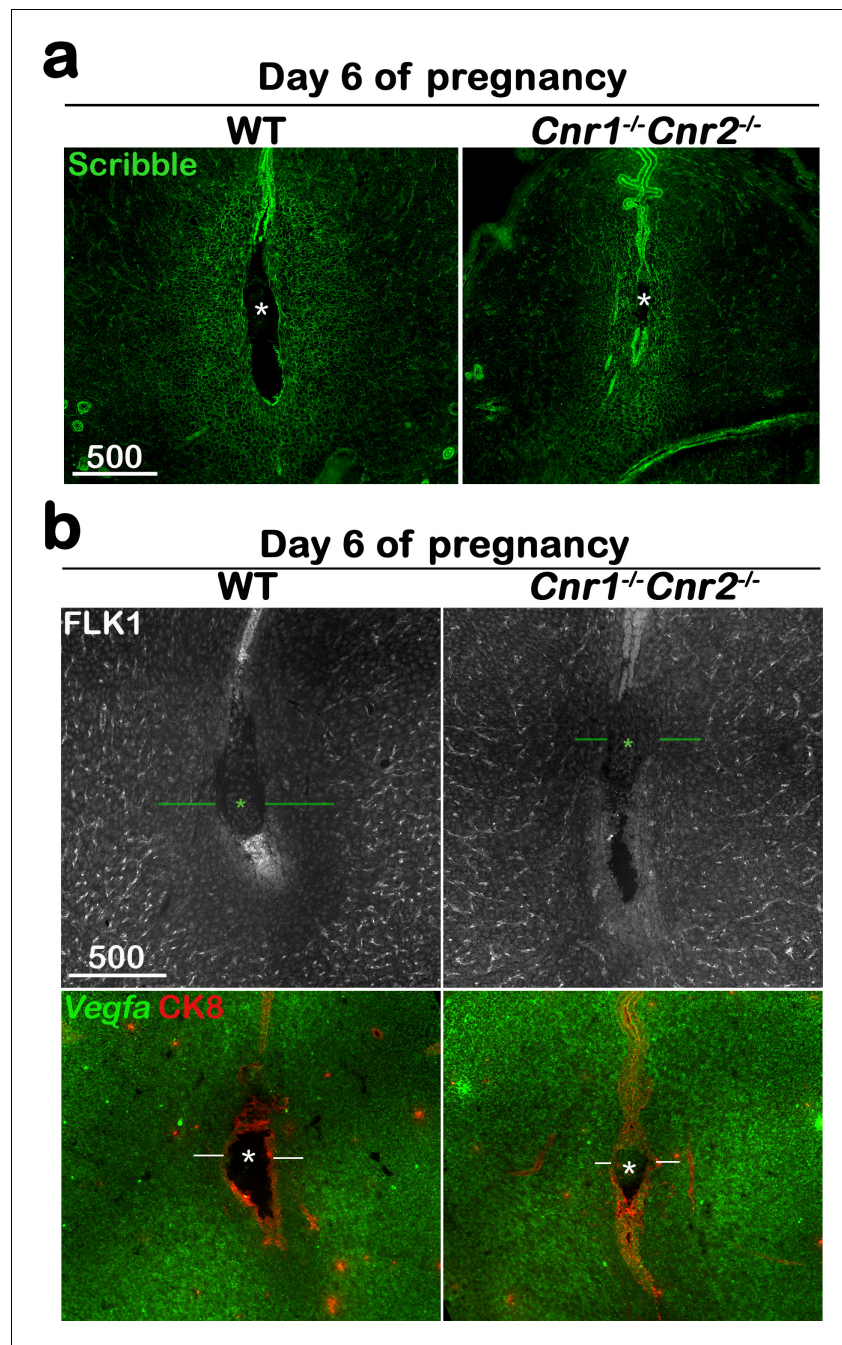 a
Day 6 of pregnancy
WT Cnr1-/-Cnr2-/-
Scribble
*
*
500
b
Day 6 of pregnancy
WT Cnr1-/-Cnr2-/-
FLK1
*
*
500
Vegfa CK8
*
*